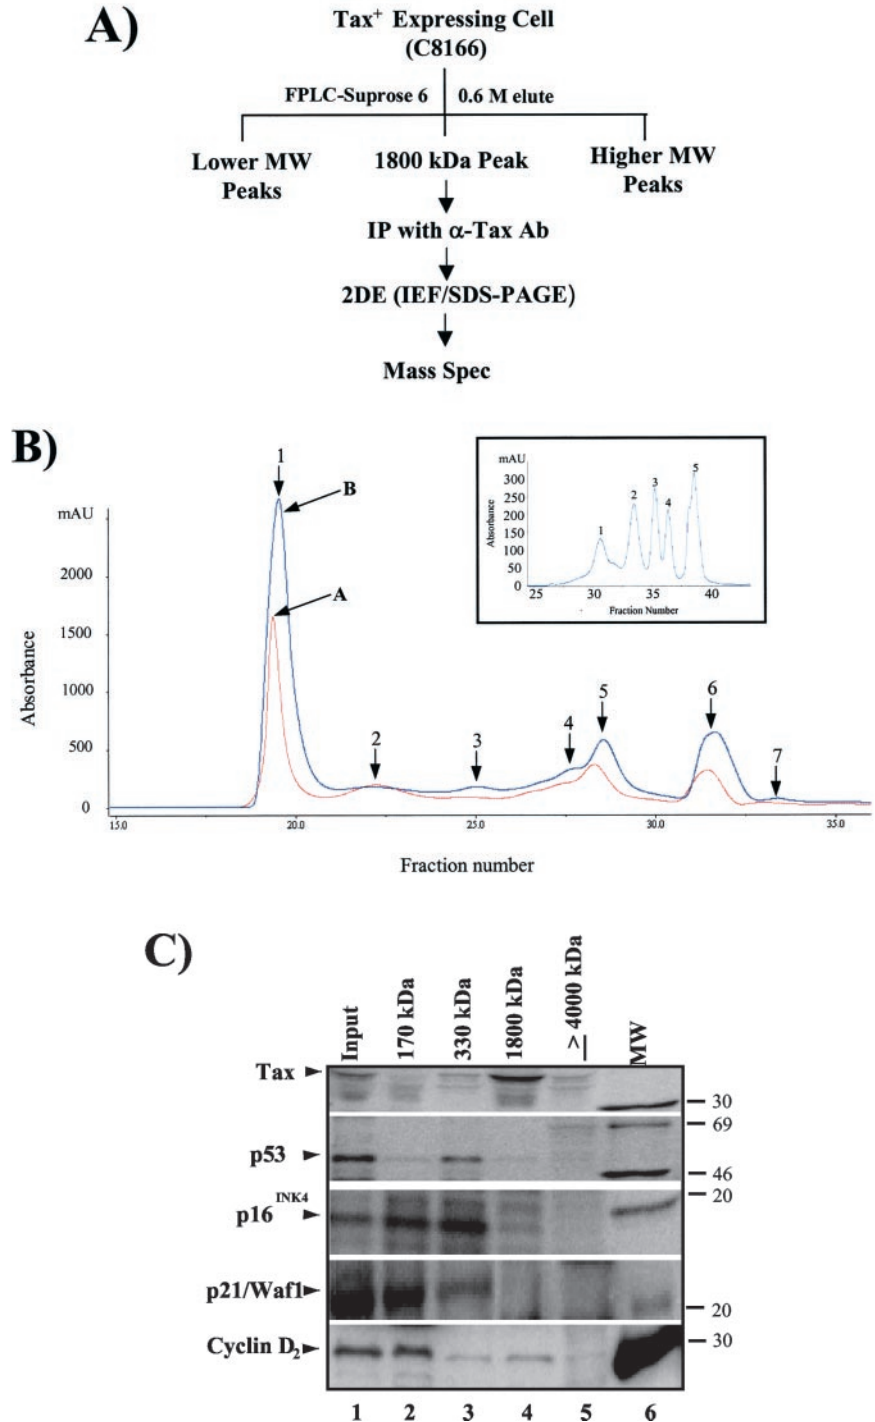 A)
Tax+ Expressing Cell
(C8166)
FPLC-Suprose 6 0.6 M elute
Lower MW
Peaks
1800 kDa Peak
Higher MW
Peaks
IP with α-Tax Ab
2DE (IEF/SDS-PAGE)
Mass Spec
B)
mAU
2000
1500
1000
500
0
Absorbance
15.0 20.0 25.0 30.0 35.0
Fraction number
1
B
A
2
3
4
5
6
7
mAU
300
250
200
150
100
50
0
Absorbance
25 30 35 40
Fraction Number
1
2
3
4
5
C)
Input
170 kDa
330 kDa
1800 kDa
≥ 4000 kDa
MW
Tax
30
69
p53
46
20
p16 INK4
p21/Waf1
20
30
Cyclin D2
1 2 3 4 5 6